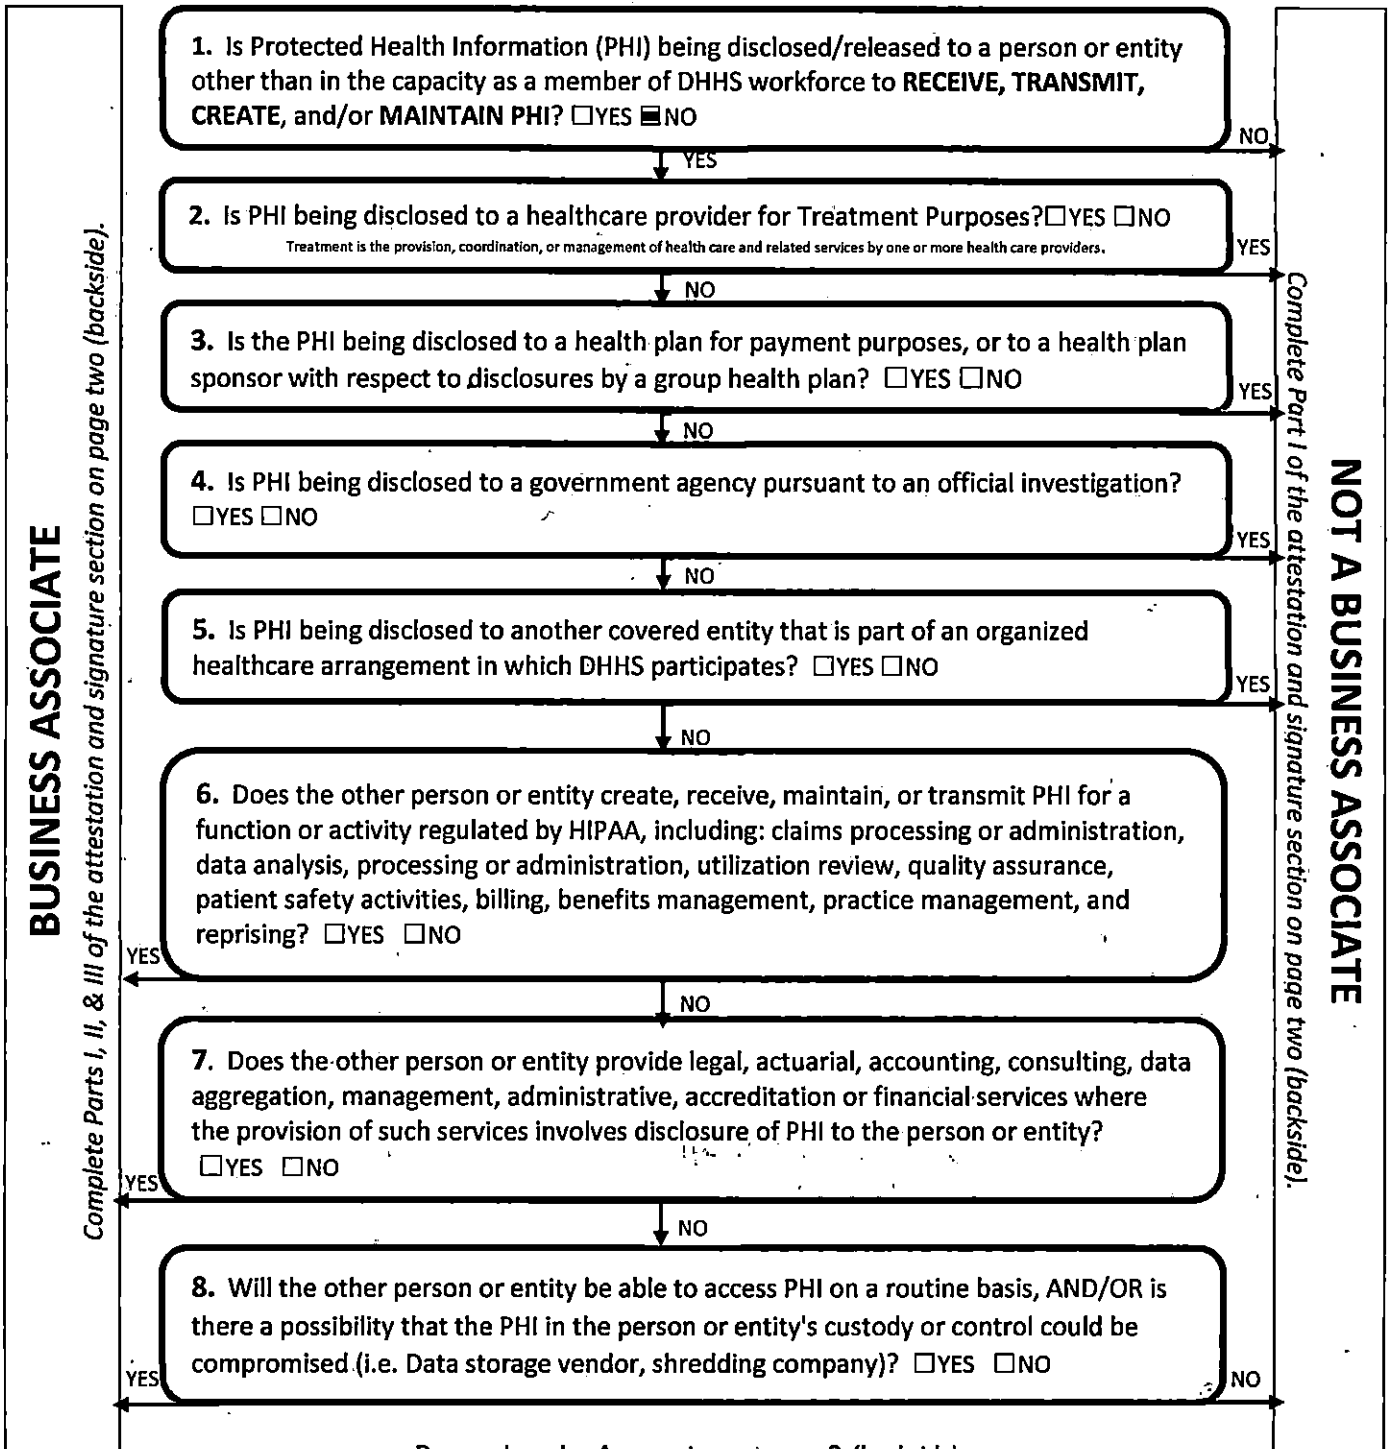 1. Is Protected Health Information (PHI) being disclosed/released to a person or entity
other than in the capacity as a member of DHHS workforce to RECEIVE, TRANSMIT,
CREATE, and/or MAINTAIN PHI? ☐YES ☒NO
NO
YES
2. Is PHI being disclosed to a healthcare provider for Treatment Purposes?☐YES ☐NO
Treatment is the provision, coordination, or management of health care and related services by one or more health care providers.
YES
NO
3. Is the PHI being disclosed to a health plan for payment purposes, or to a health plan
sponsor with respect to disclosures by a group health plan? ☐YES ☐NO
YES
NO
4. Is PHI being disclosed to a government agency pursuant to an official investigation?
☐YES ☐NO
YES
NO
5. Is PHI being disclosed to another covered entity that is part of an organized
healthcare arrangement in which DHHS participates? ☐YES ☐NO
YES
NO
6. Does the other person or entity create, receive, maintain, or transmit PHI for a
function or activity regulated by HIPAA, including: claims processing or administration,
data analysis, processing or administration, utilization review, quality assurance,
patient safety activities, billing, benefits management, practice management, and
reprising? ☐YES ☐NO
YES
NO
7. Does the other person or entity provide legal, actuarial, accounting, consulting, data
aggregation, management, administrative, accreditation or financial services where
the provision of such services involves disclosure of PHI to the person or entity?
☐YES ☐NO
YES
NO
8. Will the other person or entity be able to access PHI on a routine basis, AND/OR is
there a possibility that the PHI in the person or entity's custody or control could be
compromised (i.e. Data storage vendor, shredding company)? ☐YES ☐NO
YES
NO
BUSINESS ASSOCIATE
Complete Parts I, II, & III of the attestation and signature section on page two (backside).
Complete Part I of the attestation and signature section on page two (backside).
NOT A BUSINESS ASSOCIATE